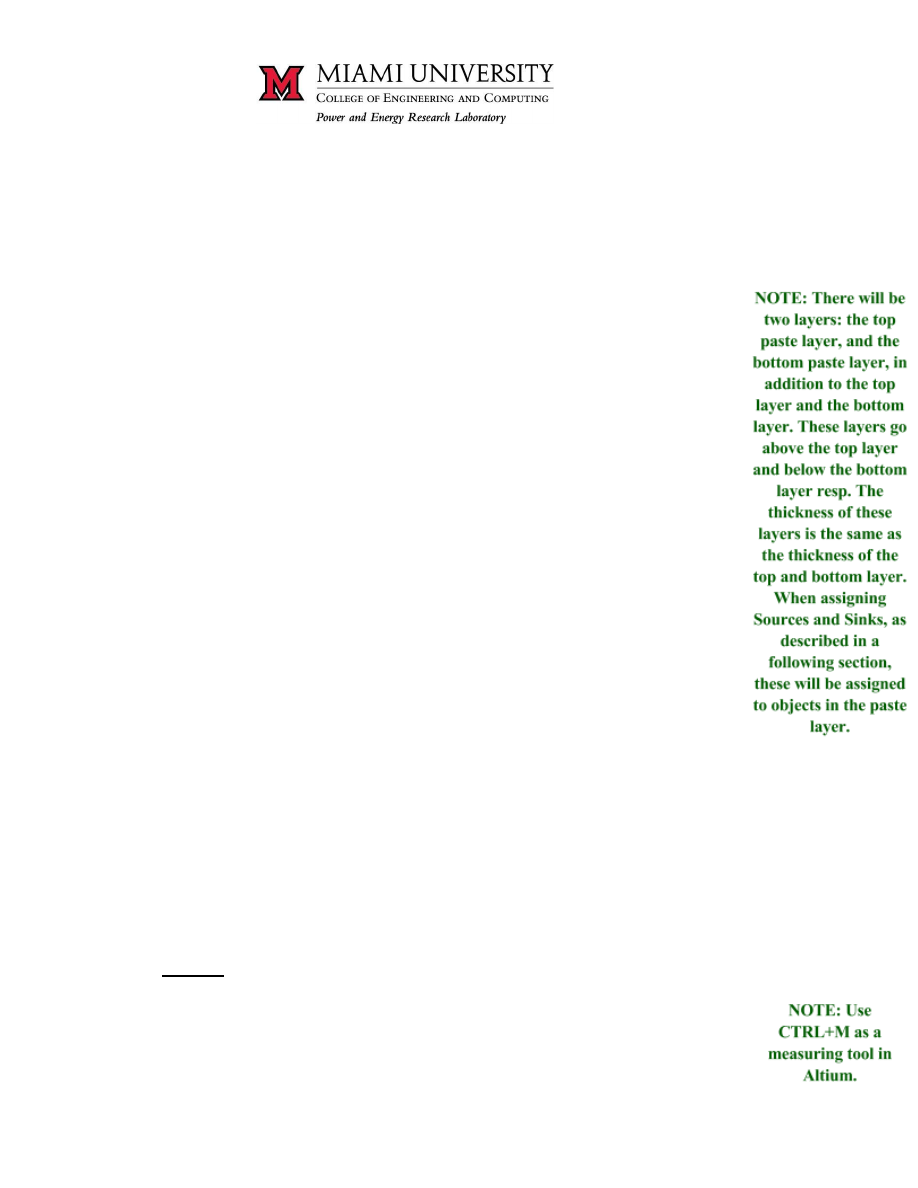 MIAMI UNIVERSITY
COLLEGE OF ENGINEERING AND COMPUTING
Power and Energy Research Laboratory
NOTE: There will be
two layers: the top
paste layer, and the
bottom paste layer, in
addition to the top
layer and the bottom
layer. These layers go
above the top layer
and below the bottom
layer resp. The
thickness of these
layers is the same as
the thickness of the
top and bottom layer.
When assigning
Sources and Sinks, as
described in a
following section,
these will be assigned
to objects in the paste
layer.
NOTE: Use
CTRL+M as a
measuring tool in
Altium.